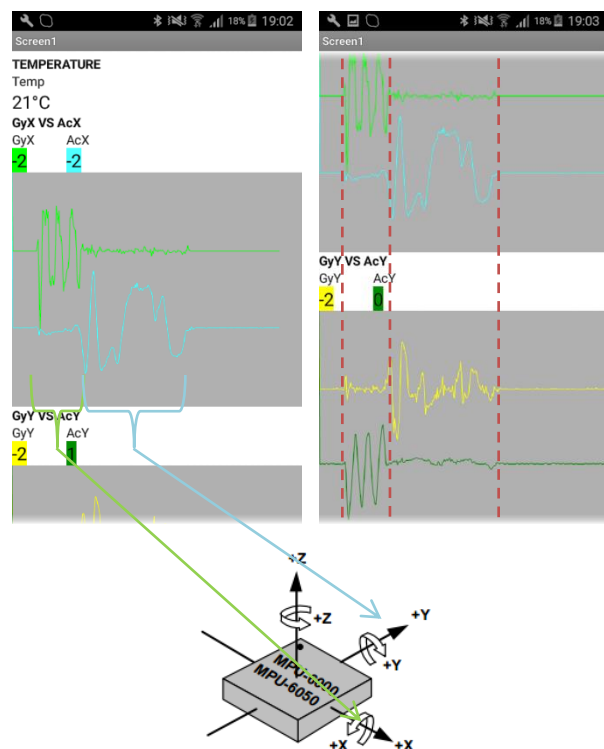 18% 19:02
Screen1
TEMPERATURE
Temp
21°C
GyX VS AcX
GyX AcX
-2 -2
GyY VS AcY
GyY AcY
-2 1
18% 19:03
Screen1
GyY VS AcY
GyY AcY
-2 0
+Z
+Z
+Y
+Y
MPU-6000
MPU-6050
+X
+X